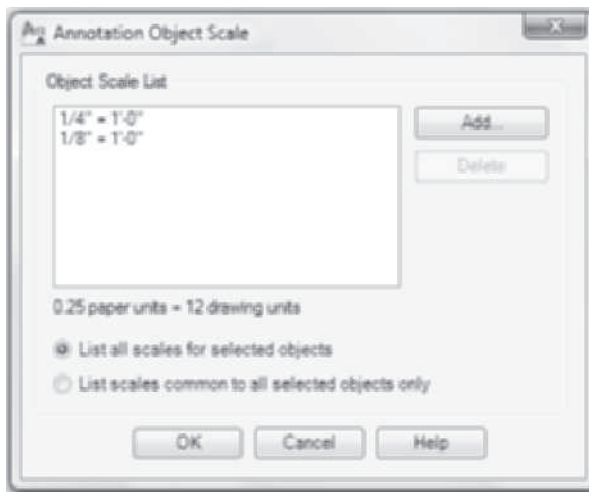 Annotation Object Scale
Object Scale List
1/4" = 1'-0"
1/8" = 1'-0"
Add...
Delete
0.25 paper units = 12 drawing units
List all scales for selected objects
List scales common to all selected objects only
OK
Cancel
Help